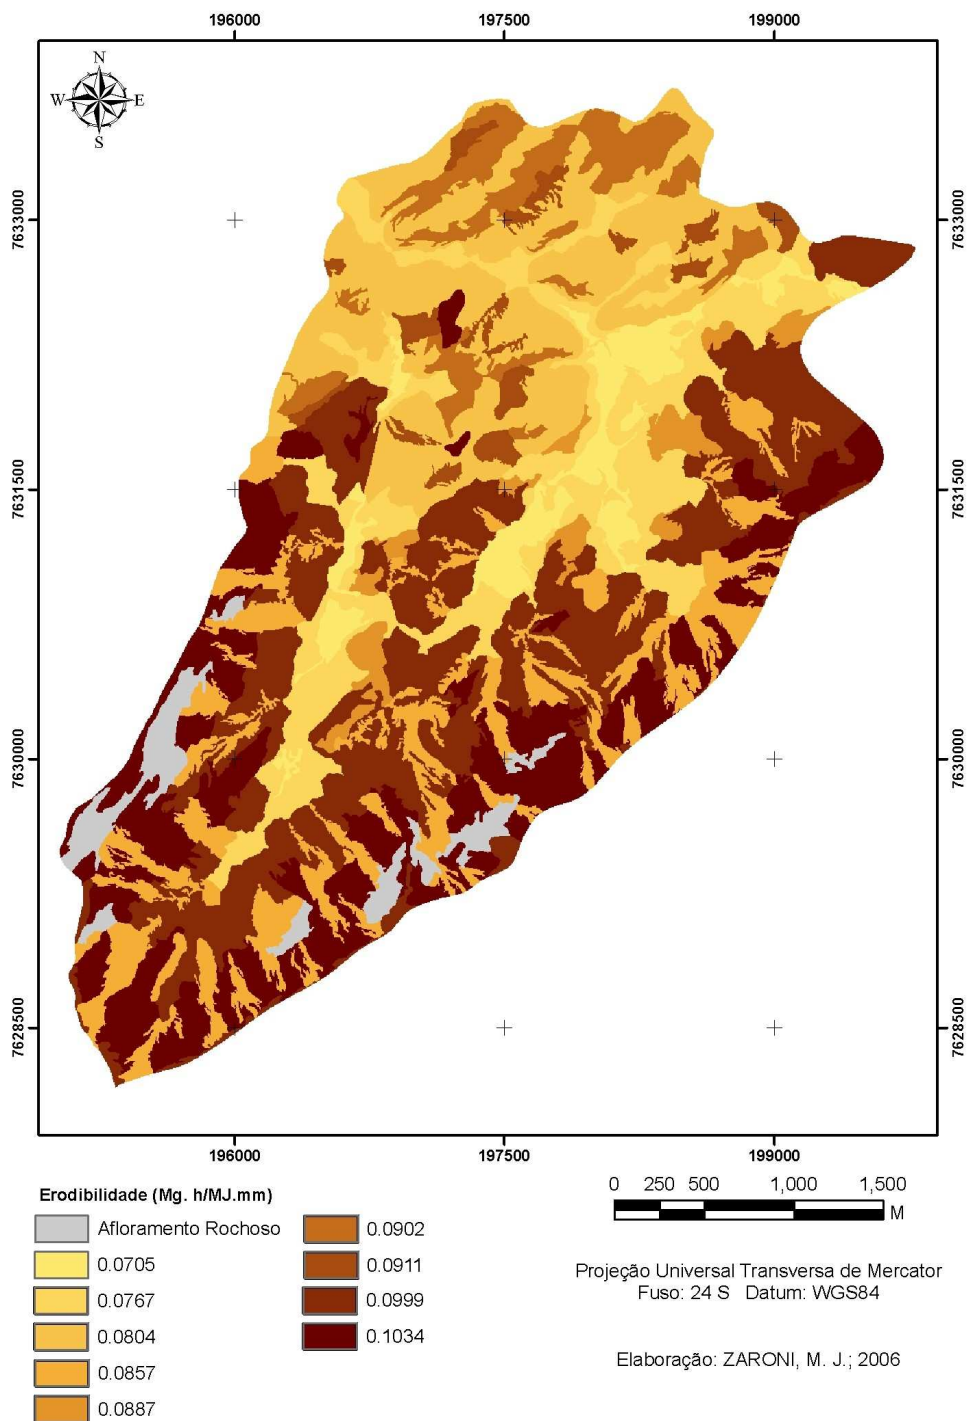 196000 197500 199000
N
W E
S
7633000 7633000
7631500 7631500
7630000 7630000
7628500 7628500
196000 197500 199000
Erodibilidade (Mg. h/MJ.mm)
Afloramento Rochoso
0.0705
0.0767
0.0804
0.0857
0.0887
0.0902
0.0911
0.0999
0.1034
0 250 500 1,000 1,500
M
Projeção Universal Transversa de Mercator
Fuso: 24 S Datum: WGS84
Elaboração: ZARONI, M. J.; 2006